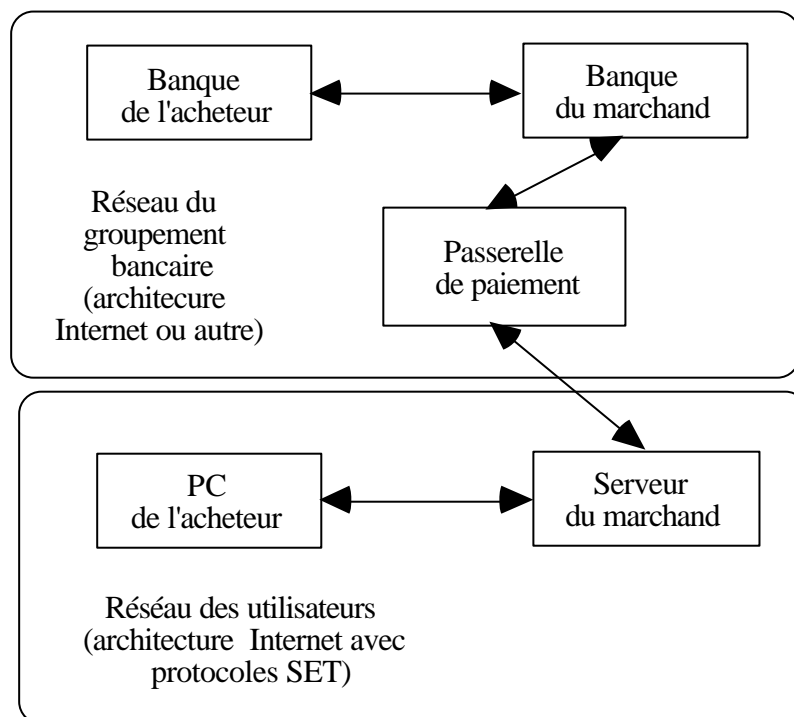 Banque
de l'acheteur
Banque
du marchand
Réseau du
groupement
bancaire
(architecure
Internet ou autre)
Passerelle
de paiement
PC
de l'acheteur
Serveur
du marchand
Réséau des utilisateurs
(architecture Internet avec
protocoles SET)